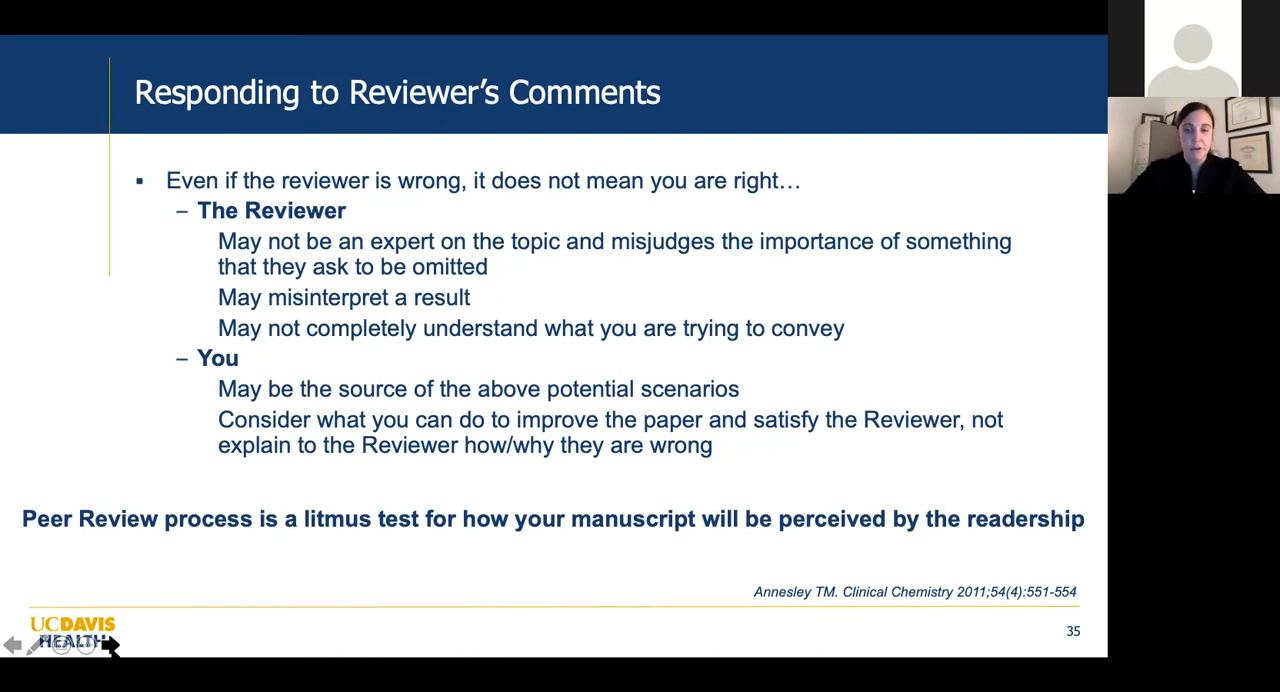 Responding to Reviewer's Comments
▪ Even if the reviewer is wrong, it does not mean you are right…
– The Reviewer
May not be an expert on the topic and misjudges the importance of something
that they ask to be omitted
May misinterpret a result
May not completely understand what you are trying to convey
– You
May be the source of the above potential scenarios
Consider what you can do to improve the paper and satisfy the Reviewer, not
explain to the Reviewer how/why they are wrong
Peer Review process is a litmus test for how your manuscript will be perceived by the readership
Annesley TM. Clinical Chemistry 2011;54(4):551-554
UCDAVIS
HEALTH
35